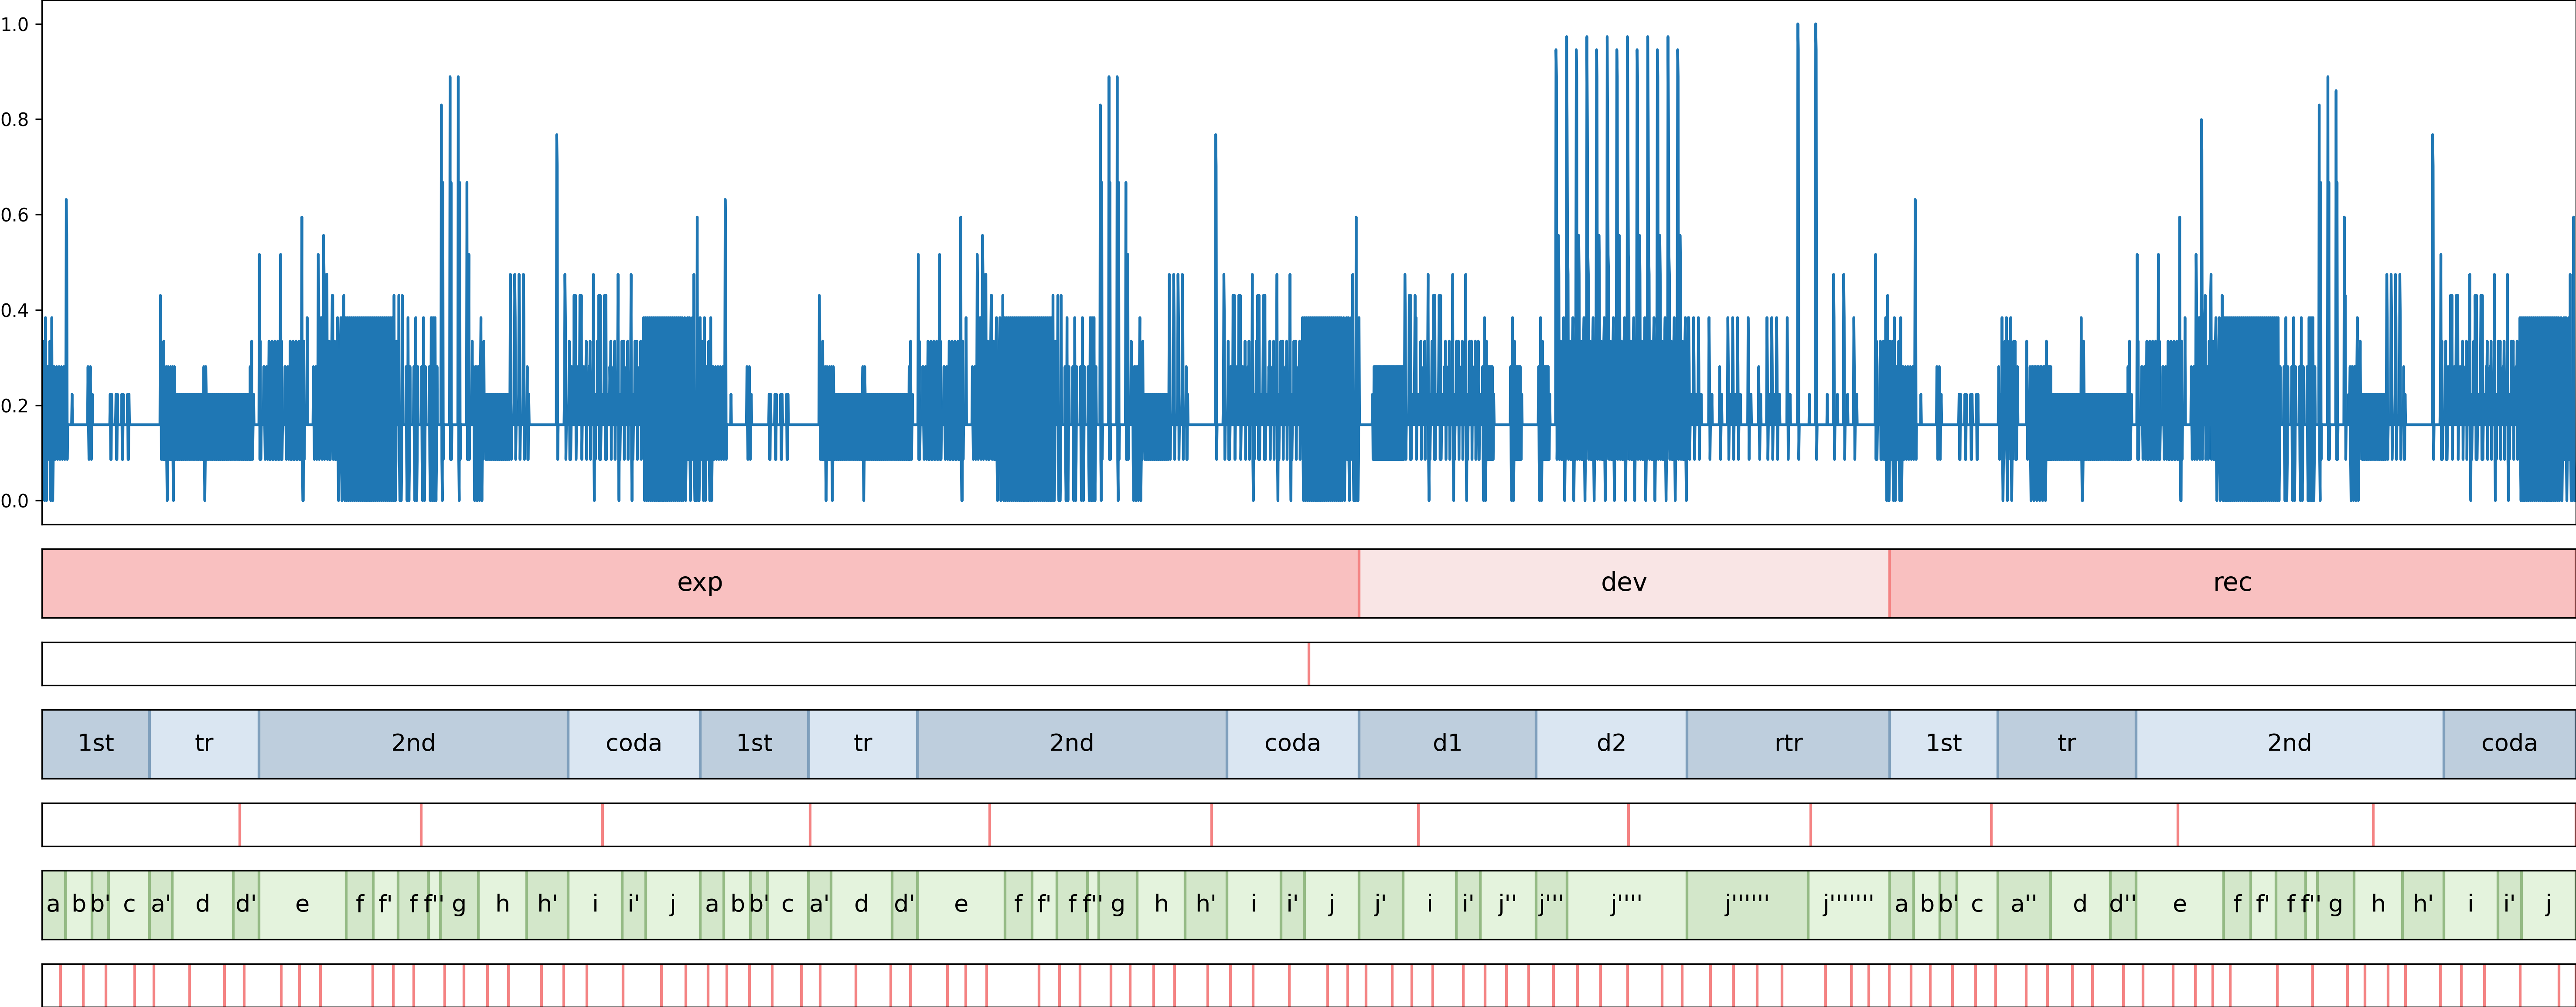 1.0
0.8
0.6
0.4
0.2
0.0
exp dev rec
1st tr 2nd coda 1st tr 2nd coda d1 d2 rtr 1st tr 2nd coda
a b b' c a' d d' e f f' f f'' g h h' i i' j a b b' c a' d d' e f f' f f'' g h h' i i' j j' i i' j'' j''' j'''' j'''''' j''''''' a b b' c a'' d d'' e f f' f f'' g h h' i i' j